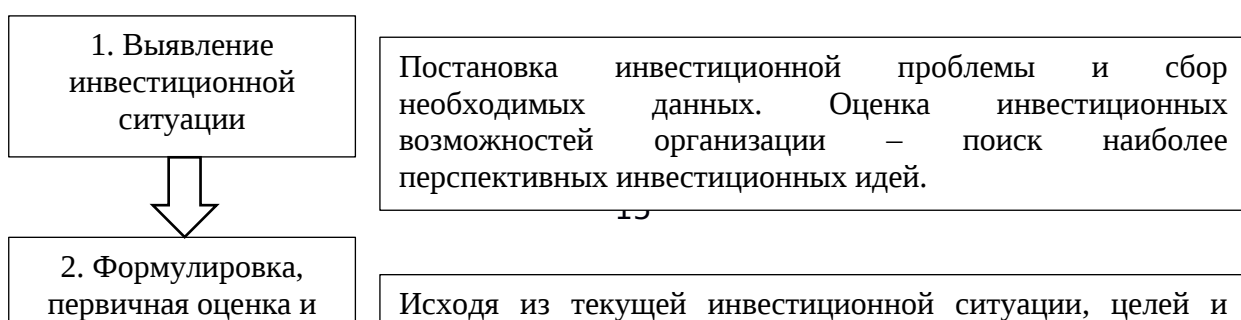 1. Выявление
инвестиционной
ситуации
Постановка инвестиционной проблемы и сбор
необходимых данных. Оценка инвестиционных
возможностей организации – поиск наиболее
перспективных инвестиционных идей.
2. Формулировка,
первичная оценка и
Исходя из текущей инвестиционной ситуации, целей и